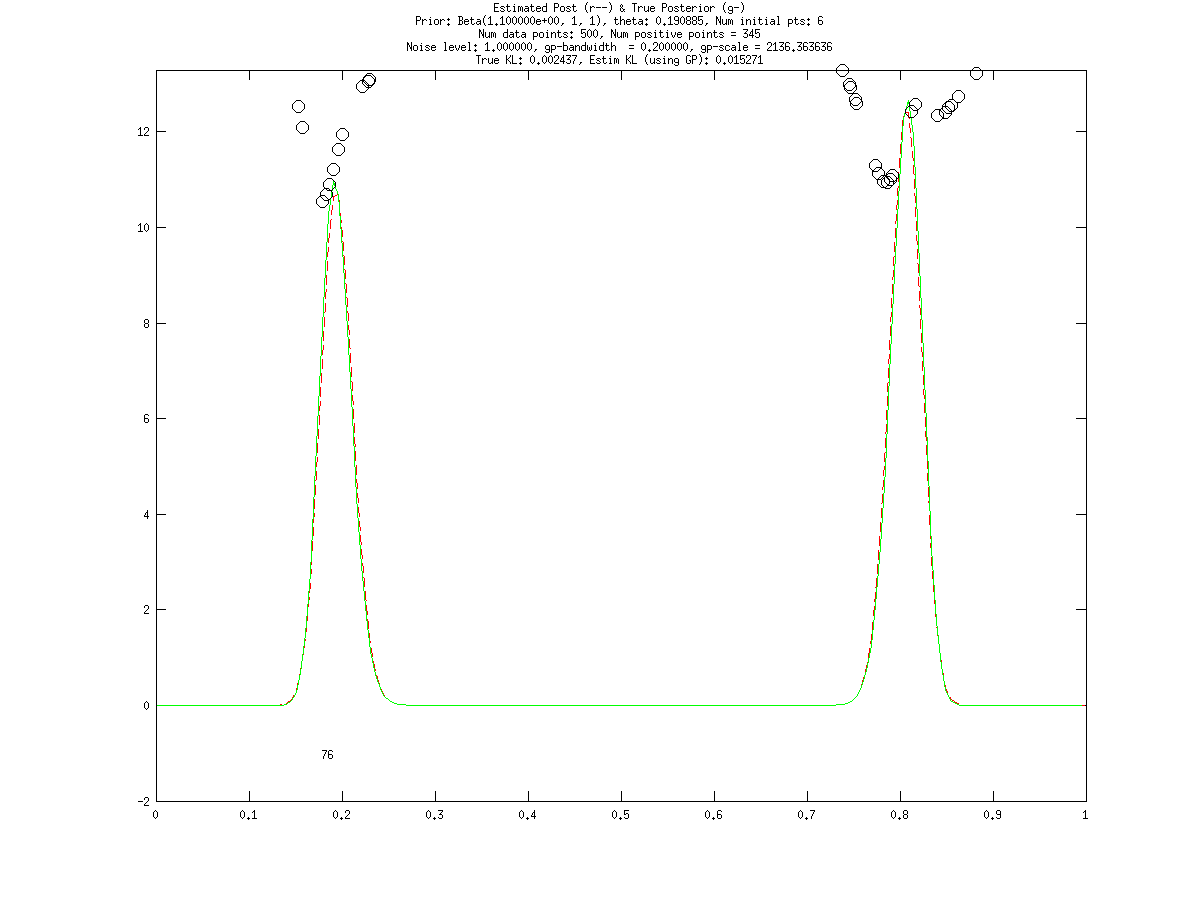 Estimated Post (r--) & True Posterior (g-)
Prior: Beta(1.100000e+00, 1, 1), theta: 0.190885, Num initial pts: 6
Num data points: 500, Num positive points = 345
Noise level: 1.000000, gp-bandwidth  = 0.200000, gp-scale = 2136.363636
True KL: 0.002437, Estim KL (using GP): 0.015271
12
10
8
6
4
2
0
76
-2
0 0.1 0.2 0.3 0.4 0.5 0.6 0.7 0.8 0.9 1